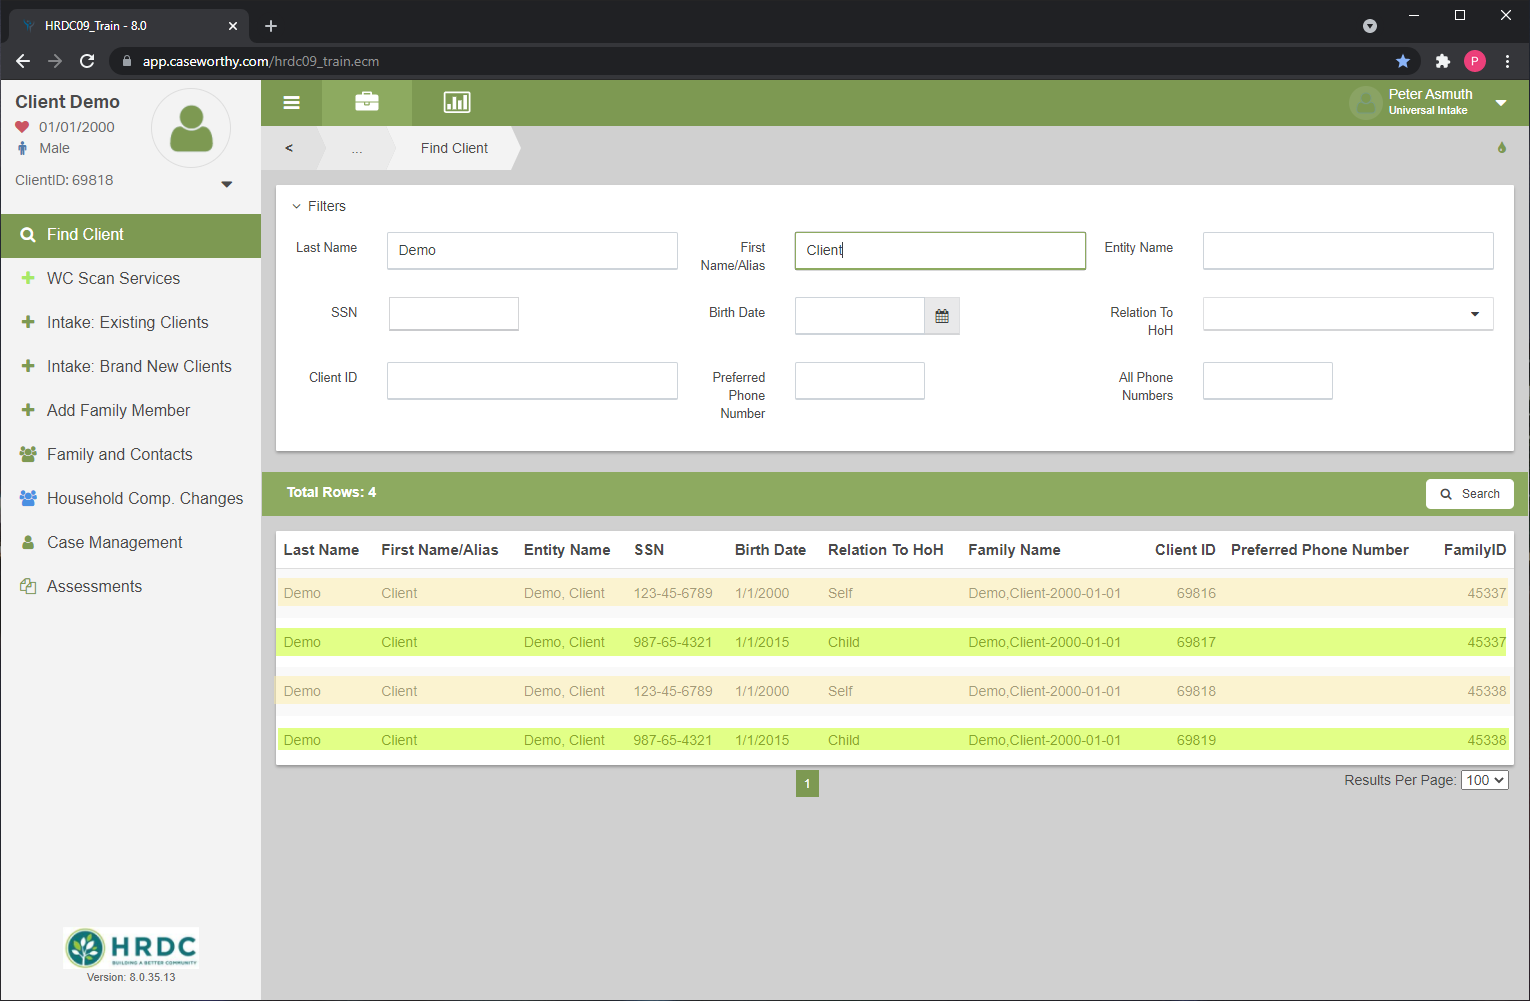 HRDC09_Train - 8.0
app.caseworthy.com/hrdc09_train.ecm
P
Client Demo
01/01/2000
Male
ClientID: 69818
Find Client
WC Scan Services
Intake: Existing Clients
Intake: Brand New Clients
Add Family Member
Family and Contacts
Household Comp. Changes
Case Management
Assessments
HRDC
BUILDING A BETTER COMMUNITY
Version: 8.0.35.13
Peter Asmuth
Universal Intake
< ... Find Client
Filters
Last Name Demo
First Name/Alias Client
Entity Name
SSN
Birth Date
Relation To HoH
Client ID
Preferred Phone Number
All Phone Numbers
Total Rows: 4
Search
Last Name First Name/Alias Entity Name SSN Birth Date Relation To HoH Family Name Client ID Preferred Phone Number FamilyID
Demo Client Demo, Client 123-45-6789 1/1/2000 Self Demo,Client-2000-01-01 69816 45337
Demo Client Demo, Client 987-65-4321 1/1/2015 Child Demo,Client-2000-01-01 69817 45337
Demo Client Demo, Client 123-45-6789 1/1/2000 Self Demo,Client-2000-01-01 69818 45338
Demo Client Demo, Client 987-65-4321 1/1/2015 Child Demo,Client-2000-01-01 69819 45338
1
Results Per Page: 100